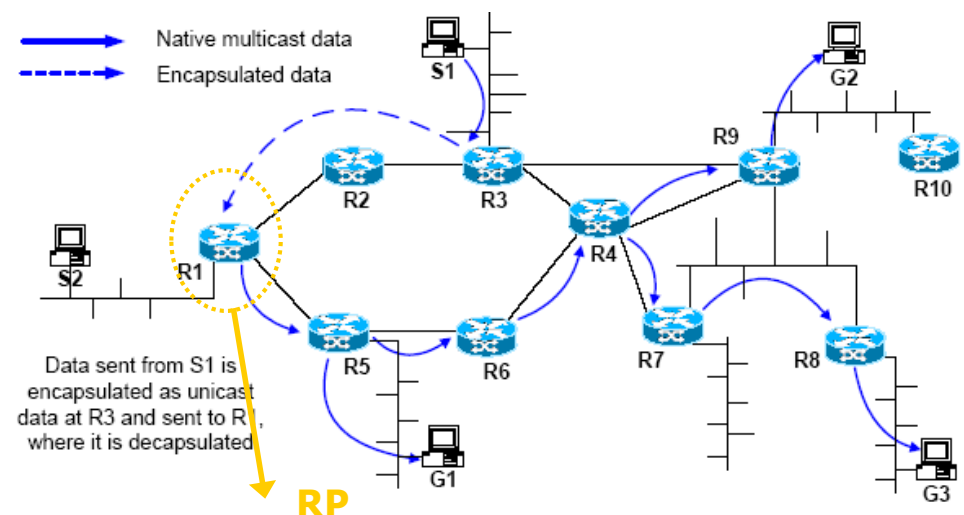 Native multicast data
Encapsulated data
S1
G2
R9
R2
R3
R10
R4
S2
R1
R5
R6
R7
R8
Data sent from S1 is
encapsulated as unicast
data at R3 and sent to R1,
where it is decapsulated
G1
G3
RP